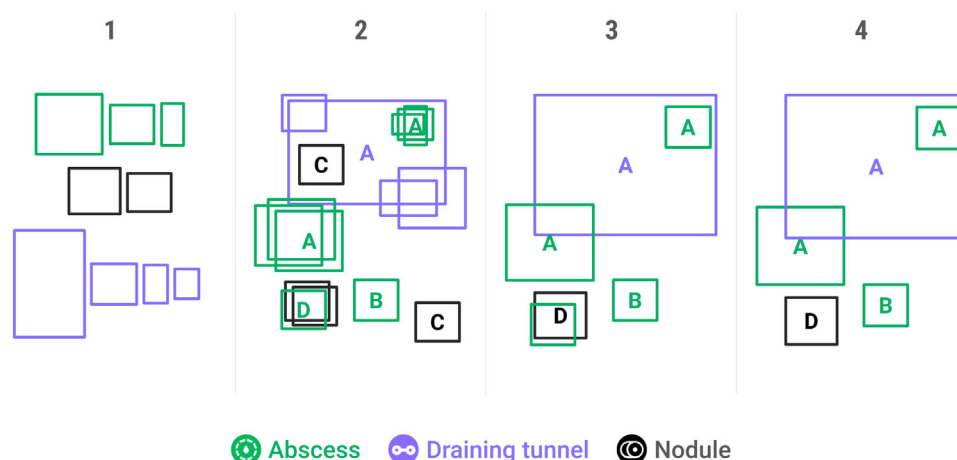 1 2 3 4
A A A
C A A A
A A A
D B B D B
C D
Abscess Draining tunnel Nodule